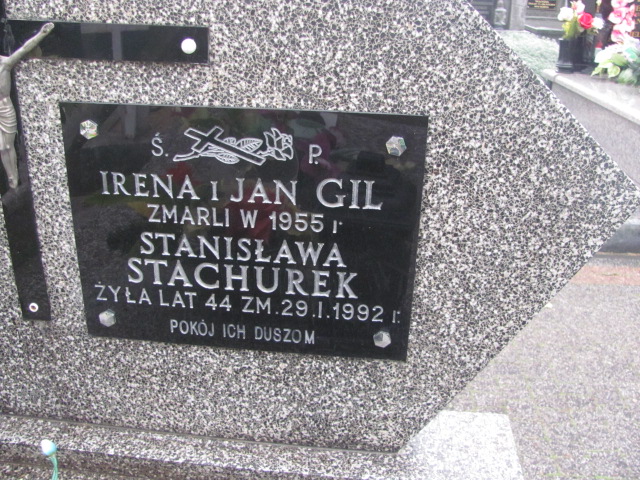 Ś. P.
IRENA I JAN GIL
ZMARLI W 1955 r.
STANISŁAWA
STACHUREK
ŻYŁA LAT 44 ZM. 29.I.1992 r.
POKÓJ ICH DUSZOM